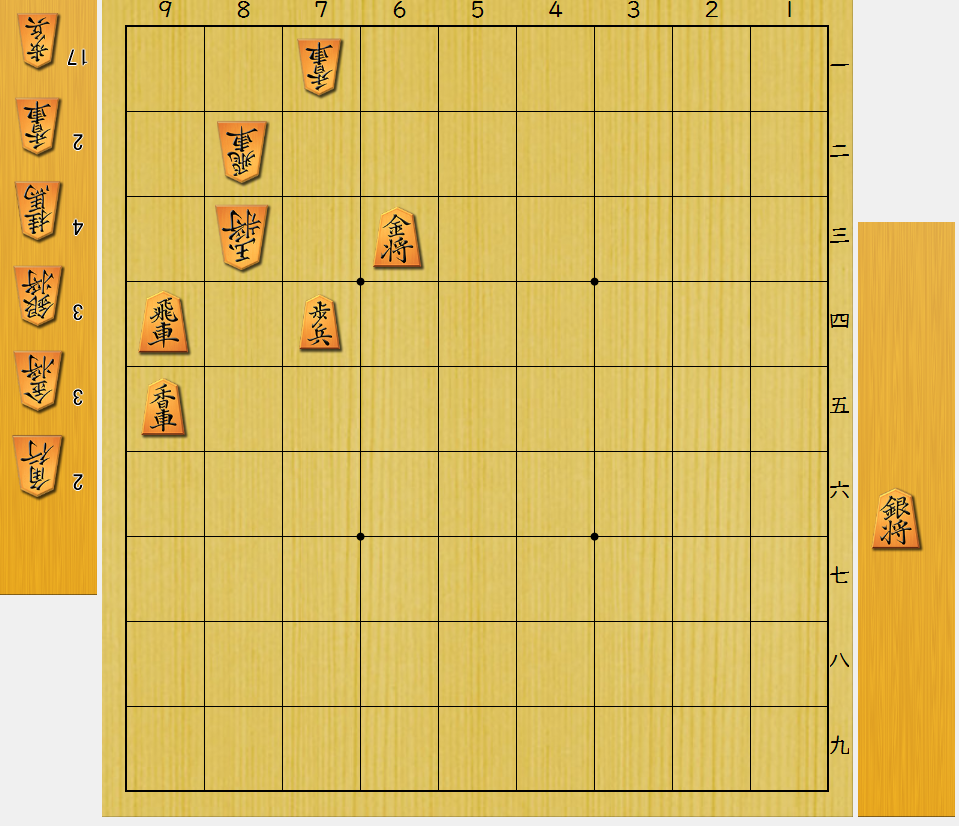 9 8 7 6 5 4 3 2 1
歩兵 17
香車 2
桂馬 4
銀将 3
金将 3
角行 2
香車 一
飛車 二
玉将 金将 三
飛車 歩兵 四
香車 五
六
七
八
九
銀将